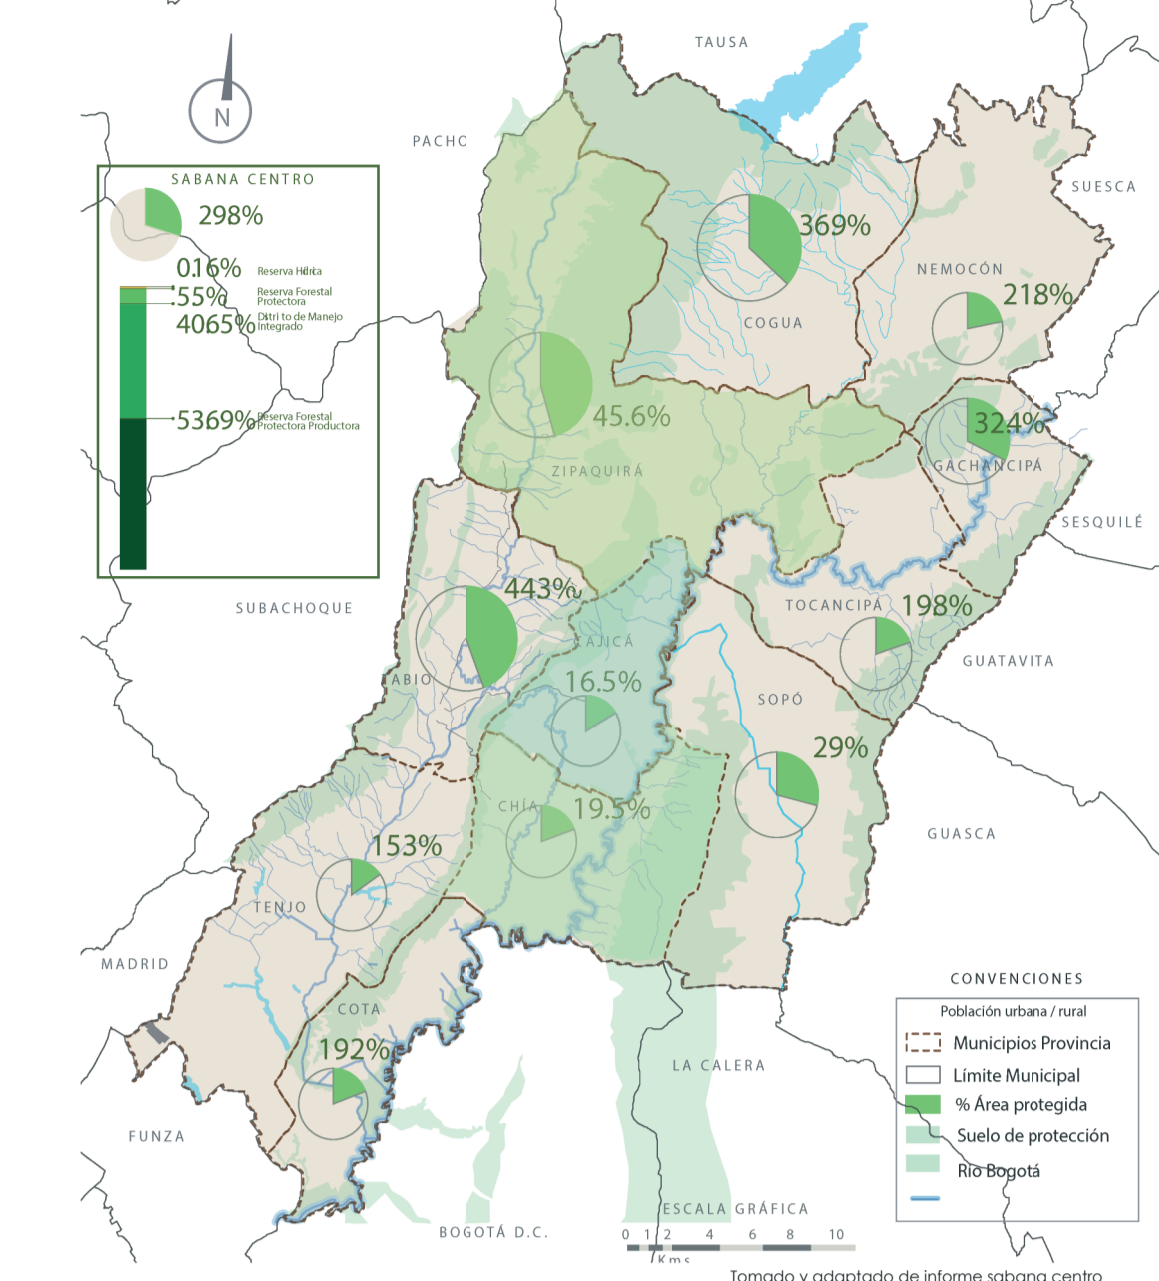 TAUSA
PACHC
N
SABANA CENTRO
298%
0.16% Reserva Hídrica
55% Reserva Forestal
Protectora
4065% Distrito de Manejo
Integrado
5369% Reserva Forestal
Protectora Productora
SUESCA
369%
NEMOCÓN
218%
COGUA
45.6%
324%
ZIPAQUIRÁ
GACHANCIPÁ
SESQUILÉ
SUBACHOQUE
443%
TOCANCIPÁ
198%
CAJICÁ
GUATAVITA
TABIO
16.5%
SOPÓ
29%
CHÍA
19.5%
GUASCA
153%
TENJO
MADRID
COTA
192%
LA CALERA
FUNZA
BOGOTÁ D.C.
CONVENCIONES
Población urbana / rural
Municipios Provincia
Límite Municipal
% Área protegida
Suelo de protección
Río Bogotá
ESCALA GRÁFICA
0 1 2 4 6 8 10
Kms
Tomado y adaptado de informe sabana centro